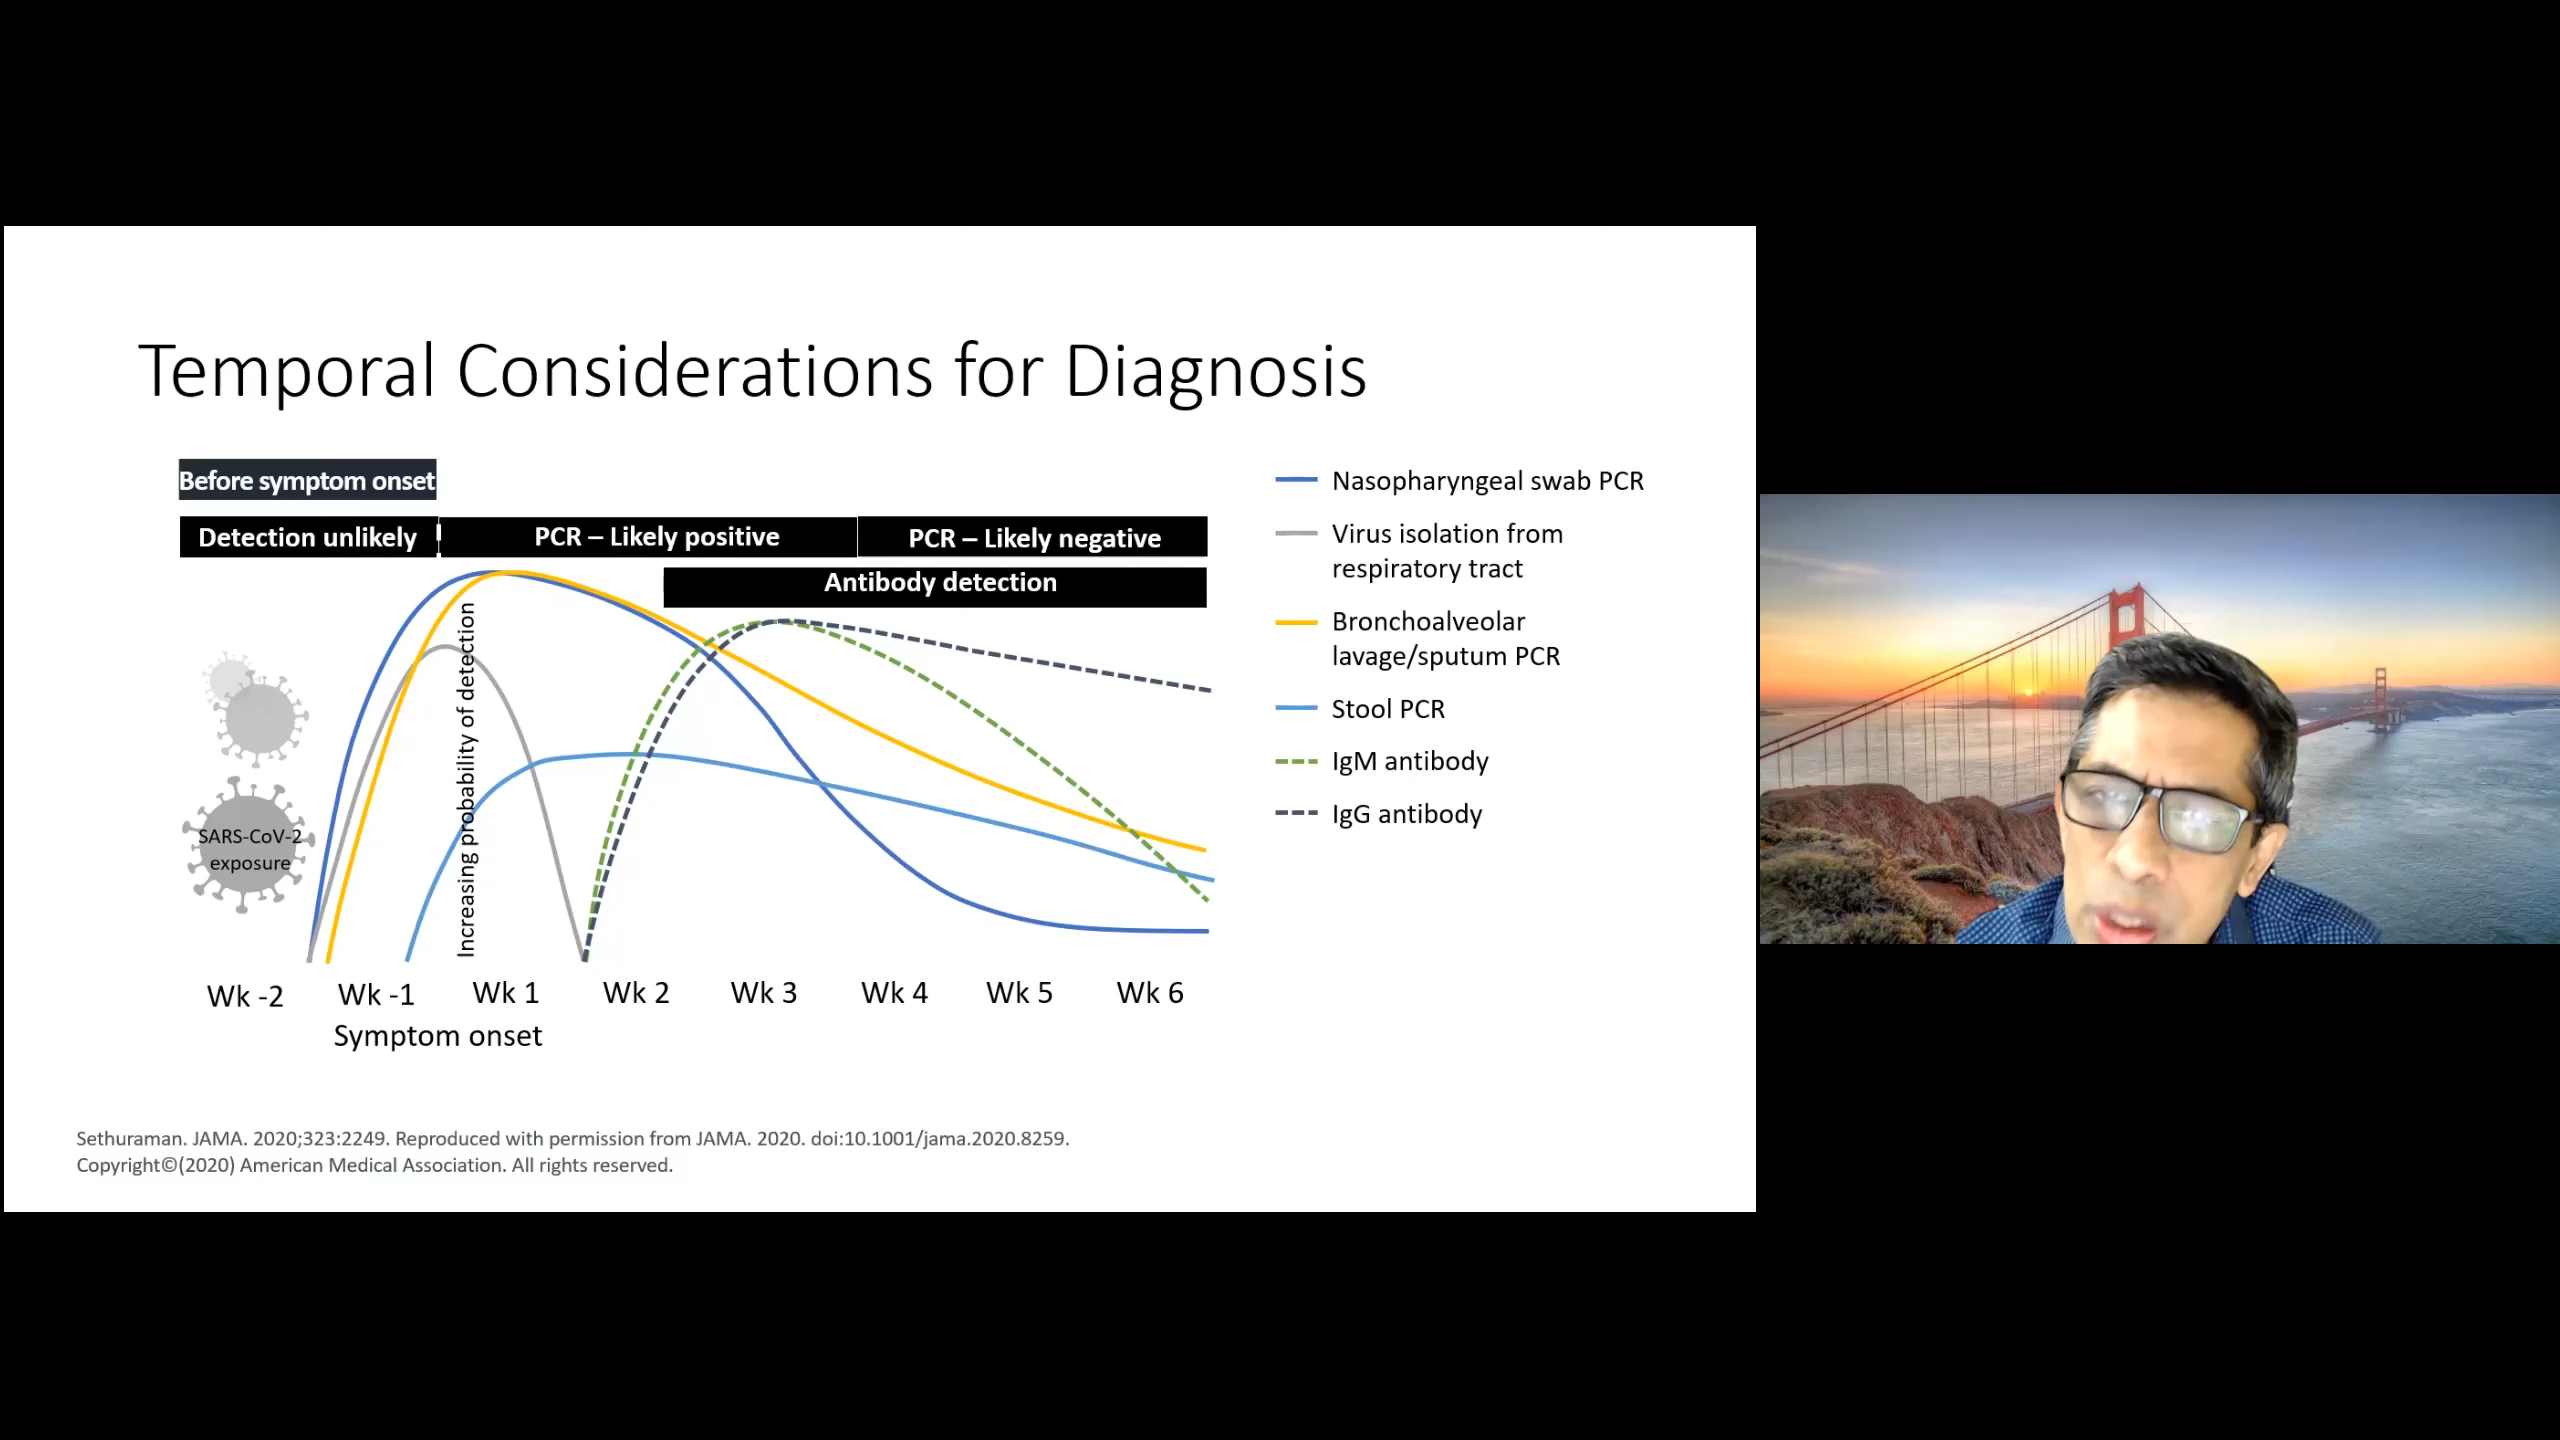 Temporal Considerations for Diagnosis
Before symptom onset
Detection unlikely
PCR – Likely positive
PCR – Likely negative
Antibody detection
Increasing probability of detection
SARS-CoV-2
exposure
Wk -2
Wk -1
Wk 1
Wk 2
Wk 3
Wk 4
Wk 5
Wk 6
Symptom onset
Nasopharyngeal swab PCR
Virus isolation from
respiratory tract
Bronchoalveolar
lavage/sputum PCR
Stool PCR
IgM antibody
IgG antibody
Sethuraman. JAMA. 2020;323:2249. Reproduced with permission from JAMA. 2020. doi:10.1001/jama.2020.8259.
Copyright©(2020) American Medical Association. All rights reserved.